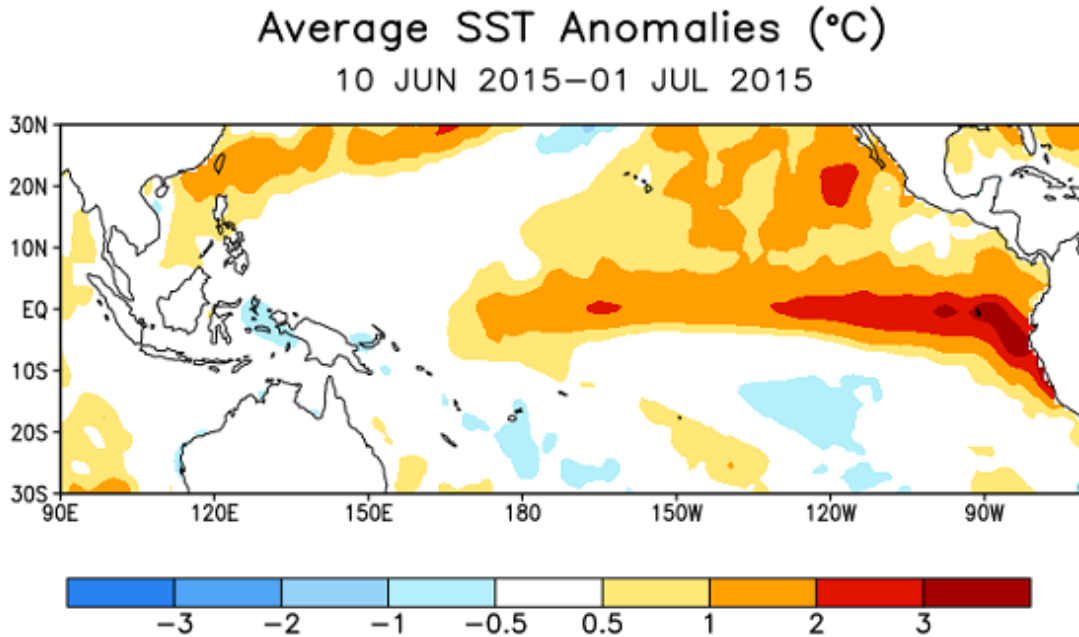 Average SST Anomalies (°C)
10 JUN 2015–01 JUL 2015
30N
20N
10N
EQ
10S
20S
30S
90E 120E 150E 180 150W 120W 90W
-3 -2 -1 -0.5 0.5 1 2 3